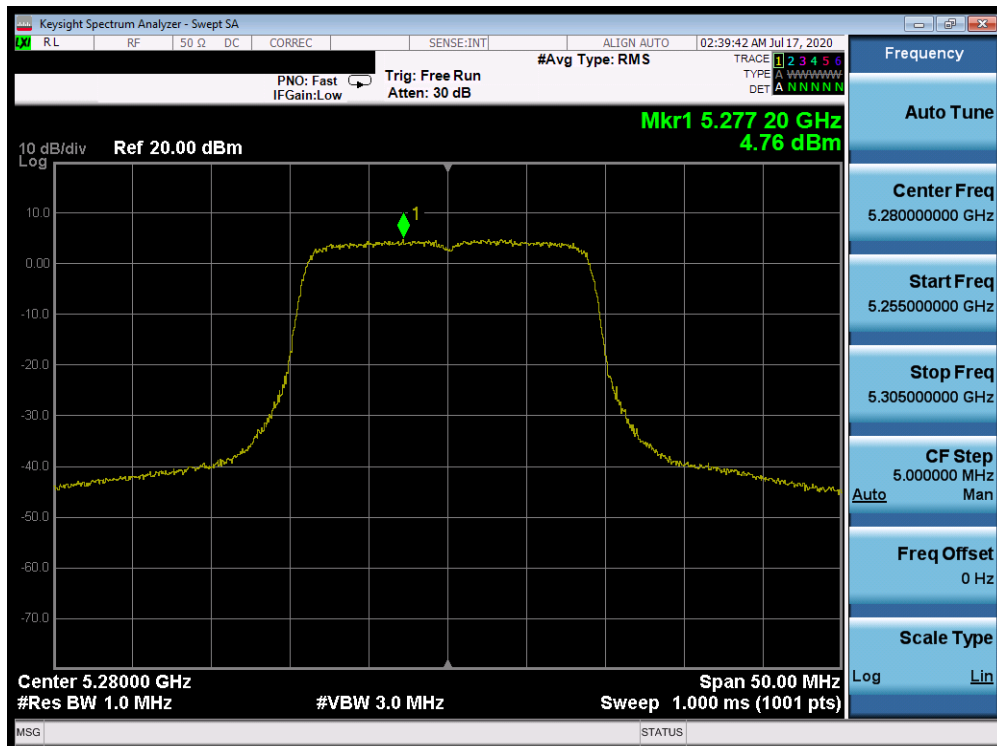 Keysight Spectrum Analyzer - Swept SA
LXI RL RF 50 Ω DC CORREC SENSE:INT ALIGN AUTO 02:39:42 AM Jul 17, 2020
#Avg Type: RMS TRACE 1 2 3 4 5 6
PNO: Fast Trig: Free Run TYPE A WWWWW
IFGain:Low Atten: 30 dB DET A N N N N N
Mkr1 5.277 20 GHz
4.76 dBm
10 dB/div Ref 20.00 dBm
Log
1
10.0
0.00
-10.0
-20.0
-30.0
-40.0
-50.0
-60.0
-70.0
Center 5.28000 GHz Span 50.00 MHz
#Res BW 1.0 MHz #VBW 3.0 MHz Sweep 1.000 ms (1001 pts)
MSG STATUS
Frequency
Auto Tune
Center Freq
5.280000000 GHz
Start Freq
5.255000000 GHz
Stop Freq
5.305000000 GHz
CF Step
5.000000 MHz
Auto Man
Freq Offset
0 Hz
Scale Type
Log Lin